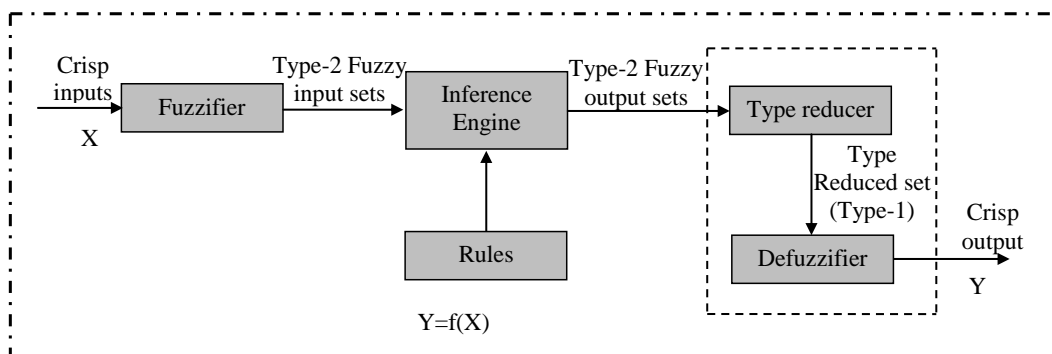 Crisp
inputs
X
Fuzzifier
Type-2 Fuzzy
input sets
Inference
Engine
Rules
Y=f(X)
Type-2 Fuzzy
output sets
Type reducer
Type
Reduced set
(Type-1)
Defuzzifier
Crisp
output
Y